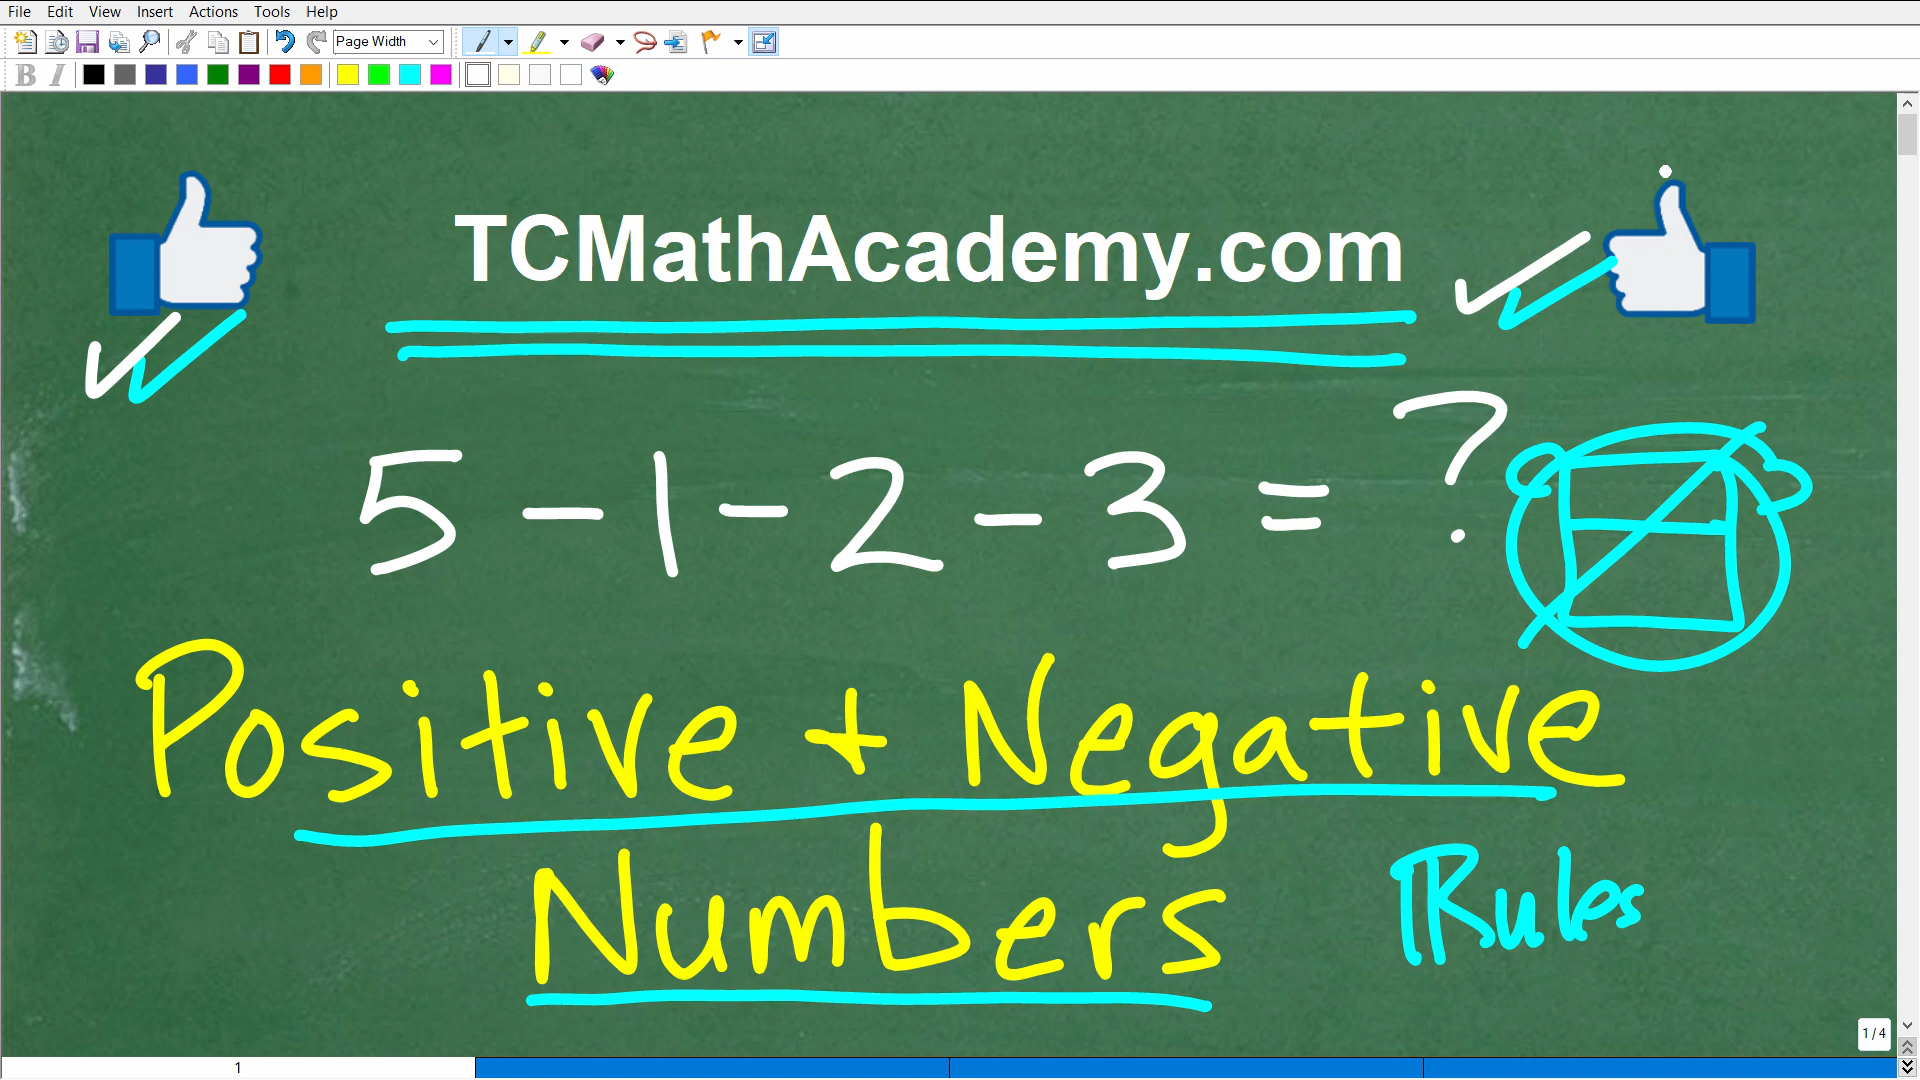 File Edit View Insert Actions Tools Help
Page Width
B I
TCMathAcademy.com
5 - 1 - 2 - 3 = ?
Positive + Negative
Numbers
Rules
1 / 4
1